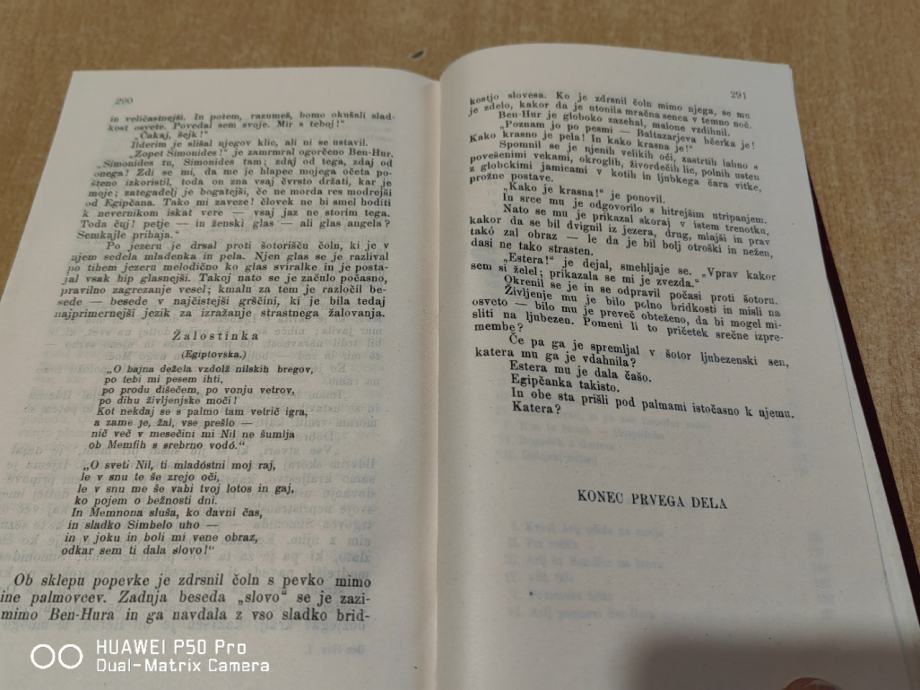 290
in veličastnejši. In potem, razumeš, bomo okušali slad-
kost osvete. Povedal sem svoje. Mir s teboj!"
„Čakaj, šejk!"
Ilderim je slišal njegov klic, ali ni se ustavil.
„Zopet Simonides!" je zamrmral ogorčeno Ben-Hur.
„Simonides tu, Simonides tam; zdaj od tega, zdaj od
onega! Zdi se mi, da me je hlapec mojega očeta po-
šteno izkoristil, toda on zna vsaj čvrsto držati, kar je
moje; zategadelj je bogatejši, če ne morda res modrejši
od Egipčana. Tako mi zaveze! človek ne bi smel hoditi
k nevernikom iskat vere — vsaj jaz ne storim tega.
Toda čuj! petje — in ženski glas — ali glas angela?
Semkajle prihaja."
Po jezeru je drsal proti šotorišču čoln, ki je v
njem sedela mladenka in pela. Njen glas se je razlival
po tihem jezeru melodično ko glas sviralke in je posta-
jal vsak hip glasnejši. Takoj nato se je začulo počasno,
pravilno zagrezanje vesel; kmalu za tem je razločil be-
sede — besede v najčistejši grščini, ki je bila tedaj
najprimernejši jezik za izražanje strastnega žalovanja.
Žalostinka
(Egiptovska.)
„O bajna dežela vzdolž nilskih bregov,
po tebi mi pesem ihti,
po produ dišečem, po vonju vetrov,
po dihu življenjske moči!
Kot nekdaj se s palmo tam vetrič igra,
a zame je, žal, vse prešlo —
nič več v mesečini mi Nil ne šumlja
ob Memfih s srebrno vodó."
„O sveti Nil, ti mladóstni moj raj,
le v snu te še zrejo oči,
le v snu me še vabi tvoj lotos in gaj,
ko pojem o bežnosti dni.
In Memnona sluša, ko davni čas,
in sladko Simbelo uho —
in v joku in boli mi vene obraz,
odkar sem ti dala slovo!"
Ob sklepu popevke je zdrsnil čoln s pevko mimo
ine palmovcev. Zadnja beseda „slovo" se je zazi-
mimo Ben-Hura in ga navdala z vso sladko brid-
291
kostjo slovesa. Ko je zdrsnil čoln mimo njega, se mu
je zdelo, kakor da je utonila mračna senca v temno noč.
Ben-Hur je globoko zazehal, malone vzdihnil.
„Poznam jo po pesmi — Baltazarjeva hčerka je!
Kako krasno je pela! In kako krasna je!"
Spomnil se je njenih velikih oči, zastrtih lahno s
povešenimi vekami, okroglih, živordečih lic, polnih usten
z globokimi jamicami v kotih in ljubkega čara vitke,
prožne postave.
„Kako je krasna!" je ponovil.
In srce mu je odgovorilo s hitrejšim utripanjem.
Nato se mu je prikazal skoraj v istem trenotku,
kakor da se bil dvignil iz jezera, drug, mlajši in prav
takó zal obraz — le da je bil bolj otroški in nežen,
dasi ne tako strasten.
„Estera!" je dejal, smehljaje se. „Vprav kakor
sem si želel; prikazala se mi je zvezda."
Okrenil se je in se odpravil počasi proti šotoru.
Življenje mu je bilo polno bridkosti in misli na
osveto — bilo mu je preveč obteženo, da bi mogel mi-
sliti na ljubezen. Pomeni li to pričetek srečne izpre-
membe?
Če pa ga je spremljal v šotor ljubezenski sen,
katera mu ga je vdahnila?
Estera mu je dala čašo.
Egipčanka takisto.
In obe sta prišli pod palmami istočasno k njemu.
Katera?
KONEC PRVEGA DELA
HUAWEI P50 Pro
Dual-Matrix Camera